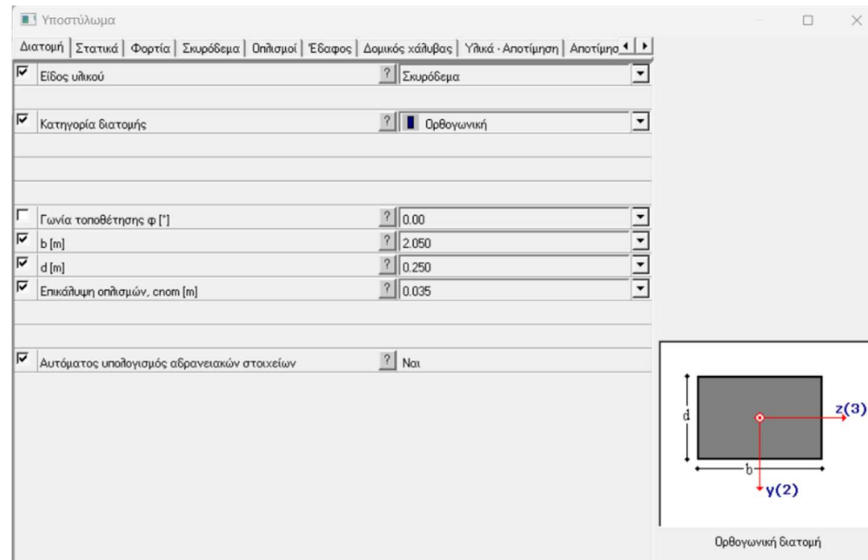 Υποστύλωμα
Διατομή Στατικά Φορτία Σκυρόδεμα Οπλισμοί Έδαφος Δομικός χάλυβας Υλικά - Αποτίμηση Αποτίμησ
Είδος υλικού ? Σκυρόδεμα
Κατηγορία διατομής ? Ορθογωνική
Γωνία τοποθέτησης φ [°] ? 0.00
b [m] ? 2.050
d [m] ? 0.250
Επικάλυψη οπλισμών, cnom [m] ? 0.035
Αυτόματος υπολογισμός αδρανειακών στοιχείων ? Ναι
d
z(3)
b
y(2)
Ορθογωνική διατομή